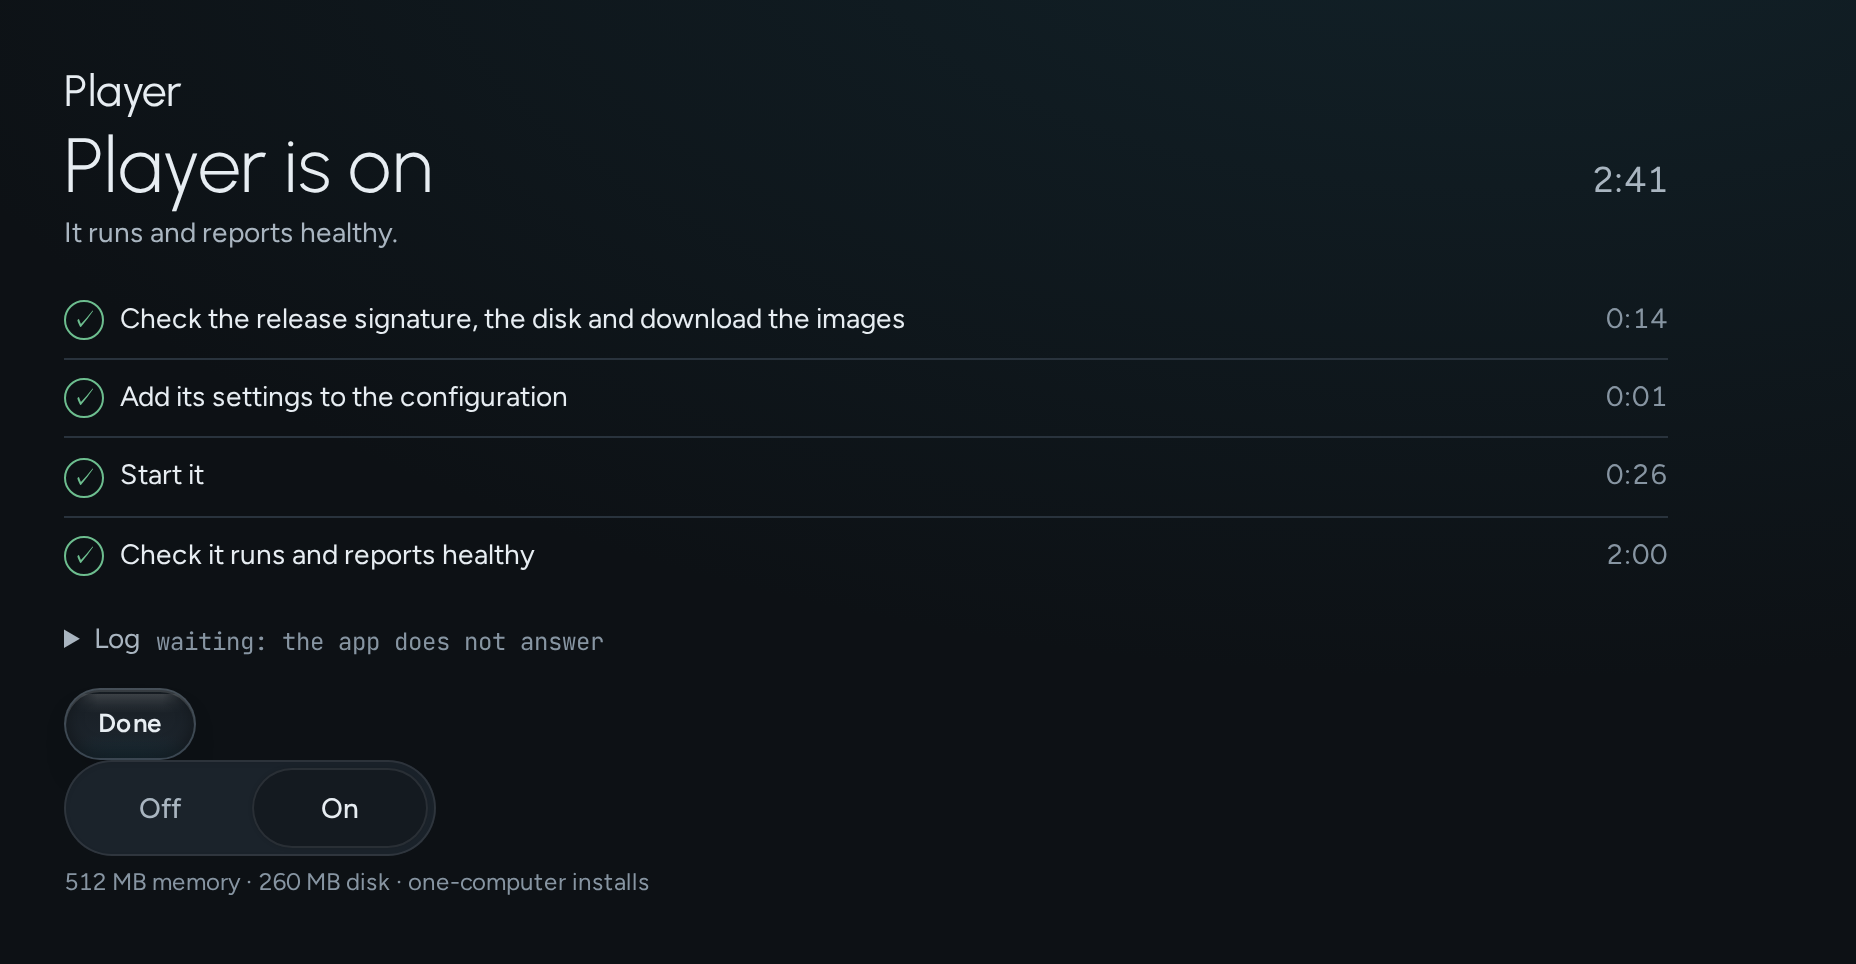 Player
Player is on
2:41
It runs and reports healthy.
✓ Check the release signature, the disk and download the images 0:14
✓ Add its settings to the configuration 0:01
✓ Start it 0:26
✓ Check it runs and reports healthy 2:00
▶ Log waiting: the app does not answer
Done
Off On
512 MB memory · 260 MB disk · one-computer installs